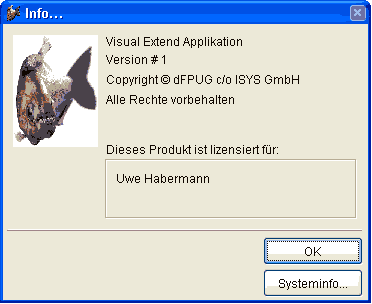 Info...
Visual Extend Applikation
Version # 1
Copyright © dFPUG c/o ISYS GmbH
Alle Rechte vorbehalten
Dieses Produkt ist lizensiert für:
Uwe Habermann
OK
Systeminfo...